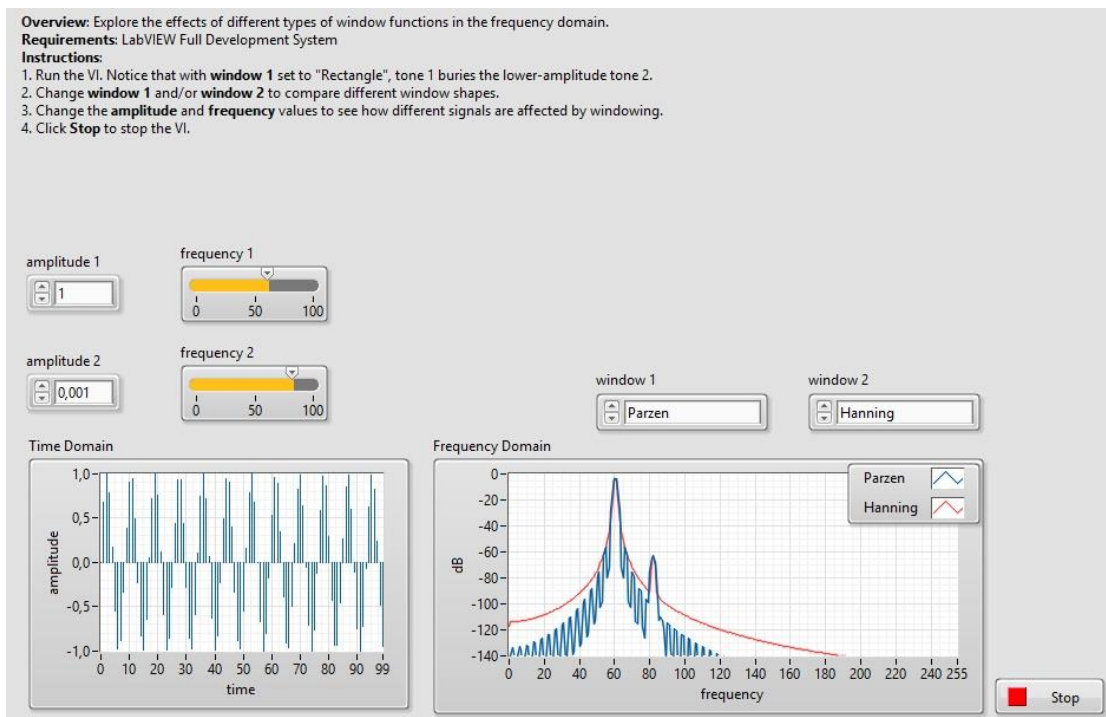 Overview: Explore the effects of different types of window functions in the frequency domain.
Requirements: LabVIEW Full Development System
Instructions:
1. Run the VI. Notice that with window 1 set to "Rectangle", tone 1 buries the lower-amplitude tone 2.
2. Change window 1 and/or window 2 to compare different window shapes.
3. Change the amplitude and frequency values to see how different signals are affected by windowing.
4. Click Stop to stop the VI.
amplitude 1
1
frequency 1
0 50 100
amplitude 2
0,001
frequency 2
0 50 100
window 1
Parzen
window 2
Hanning
Time Domain
amplitude
1,0
0,5
0,0
-0,5
-1,0
0 10 20 30 40 50 60 70 80 90 99
time
Frequency Domain
Parzen
Hanning
dB
0
-20
-40
-60
-80
-100
-120
-140
0 20 40 60 80 100 120 140 160 180 200 220 240 255
frequency
Stop